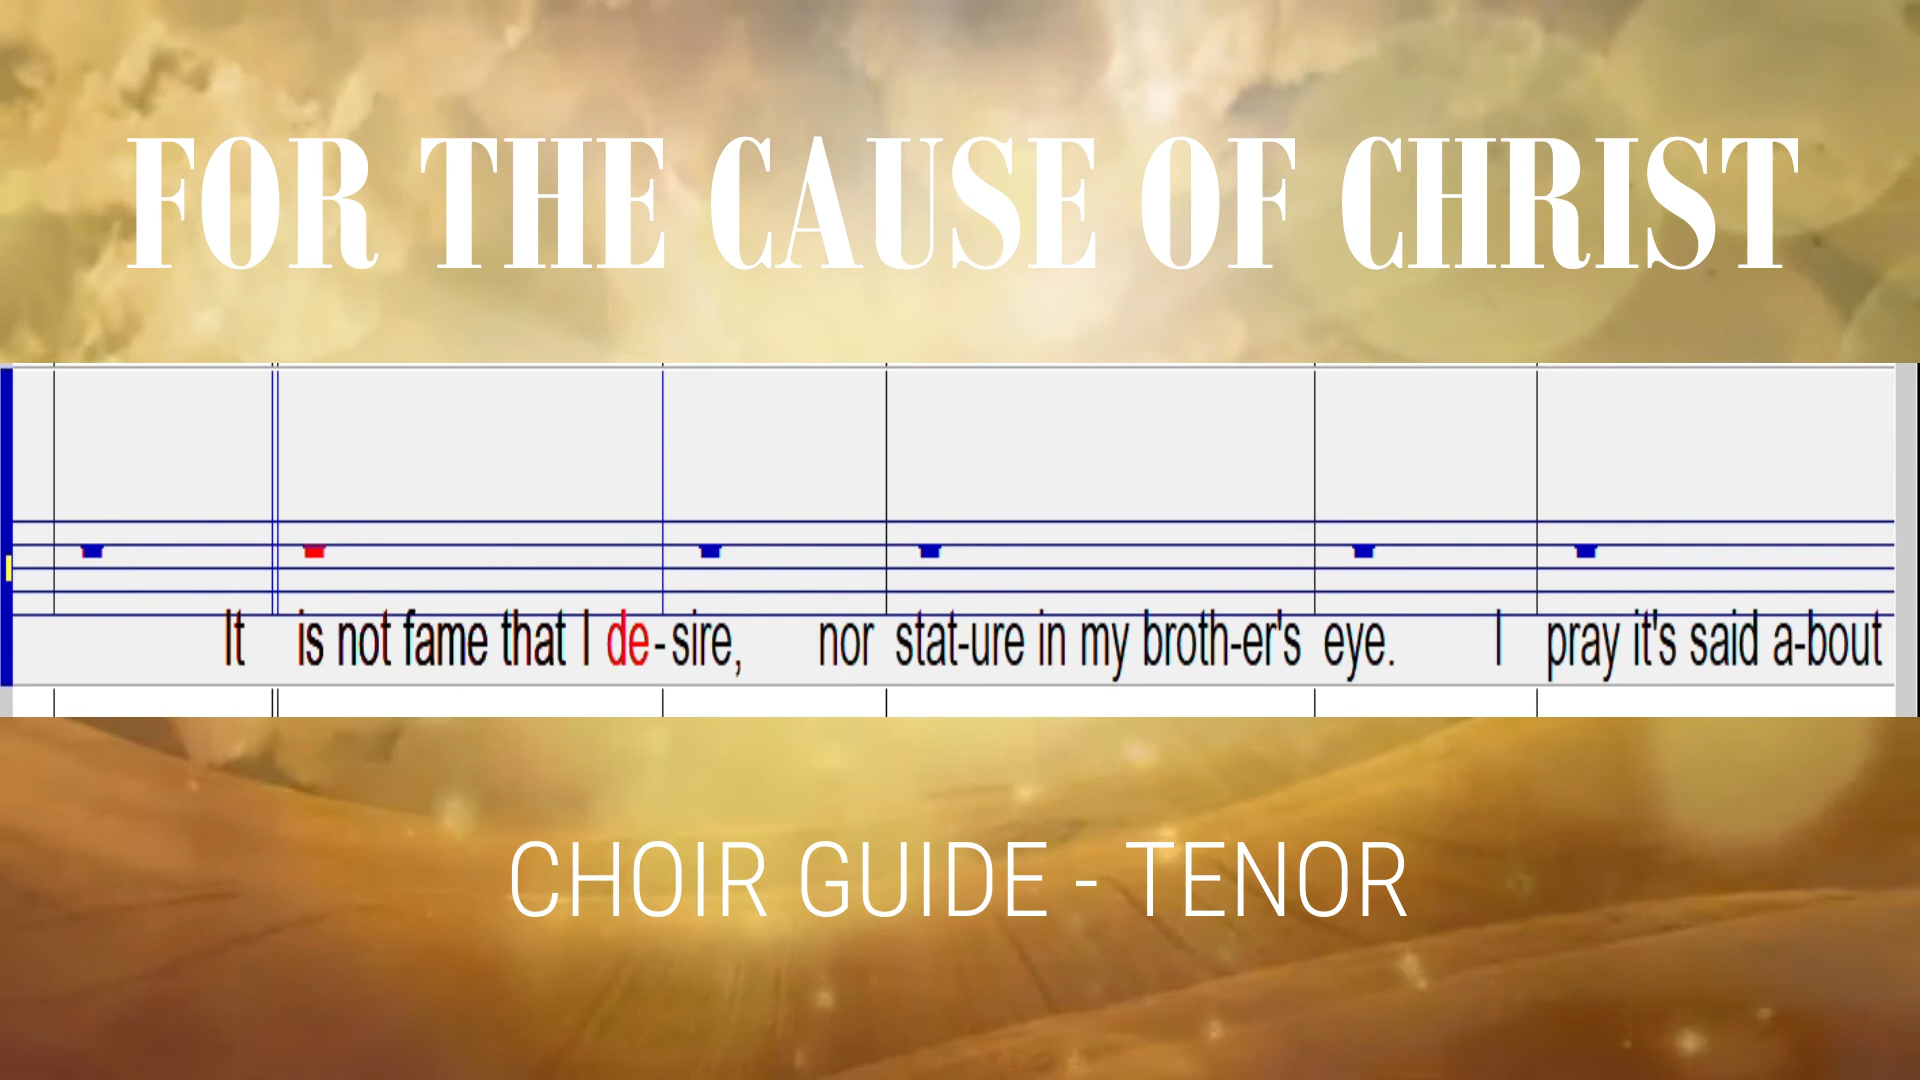 FOR THE CAUSE OF CHRIST
It is not fame that I de-sire, nor stat-ure in my broth-er's eye. I pray it's said a-bout
CHOIR GUIDE - TENOR